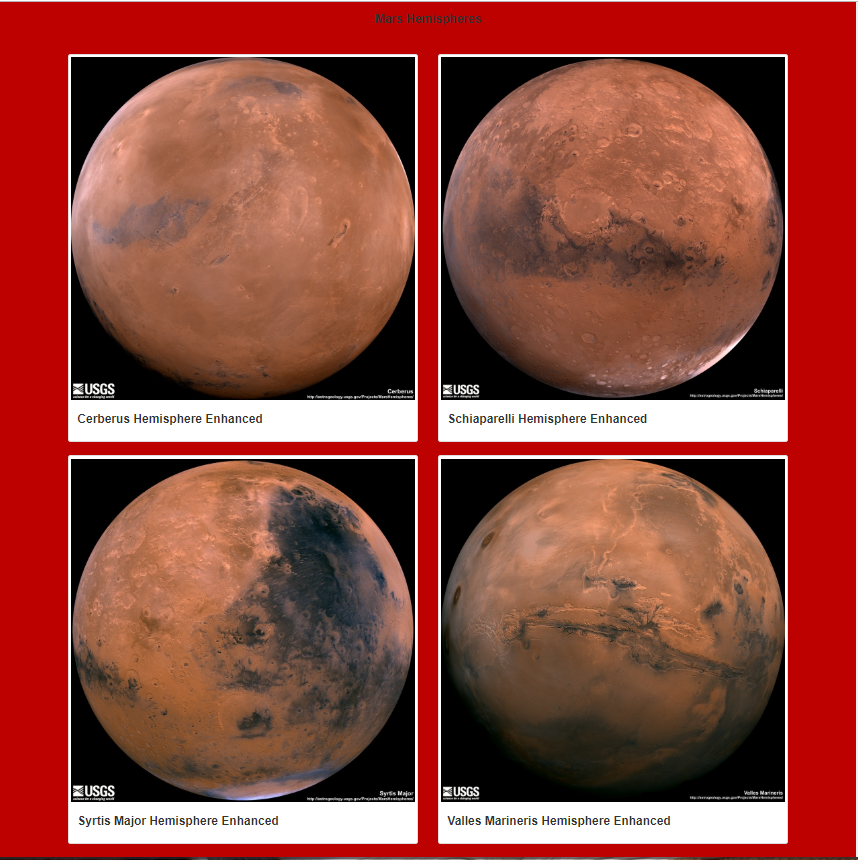 Mars Hemispheres
USGS
science for a changing world
Cerberus
http://astrogeology.usgs.gov/Projects/MarsHemispheres/
Cerberus Hemisphere Enhanced
USGS
science for a changing world
Schiaparelli
http://astrogeology.usgs.gov/Projects/MarsHemispheres/
Schiaparelli Hemisphere Enhanced
USGS
science for a changing world
Syrtis Major
http://astrogeology.usgs.gov/Projects/MarsHemispheres/
Syrtis Major Hemisphere Enhanced
USGS
science for a changing world
Valles Marineris
http://astrogeology.usgs.gov/Projects/MarsHemispheres/
Valles Marineris Hemisphere Enhanced